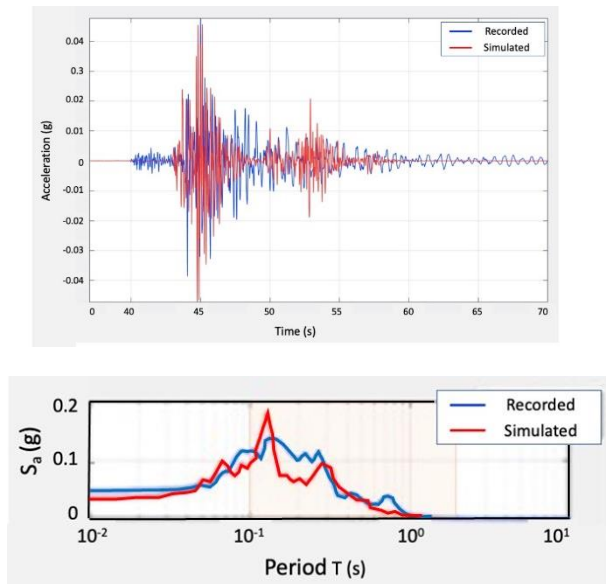 Recorded
Simulated
0.04
0.3
0.02
0.01
0
-0.01
-0.02
-0.03
-0.04
Acceleration (g)
0 40 45 50 55 60 65 70
Time (s)
Recorded
Simulated
0.2
0.1
0
Sa (g)
10-2 10-1 100 101
Period T (s)